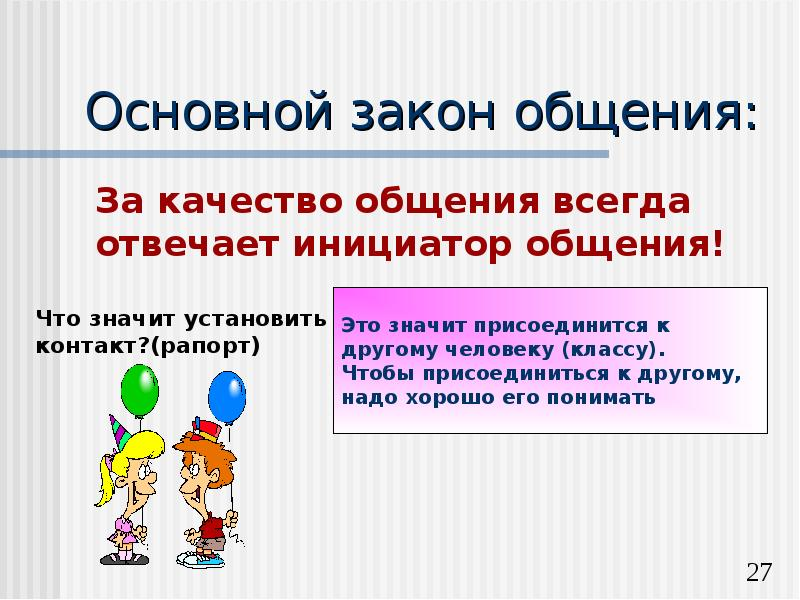 Основной закон общения:
За качество общения всегда
отвечает инициатор общения!
Что значит установить
контакт?(рапорт)
Это значит присоединится к
другому человеку (классу).
Чтобы присоединиться к другому,
надо хорошо его понимать
27